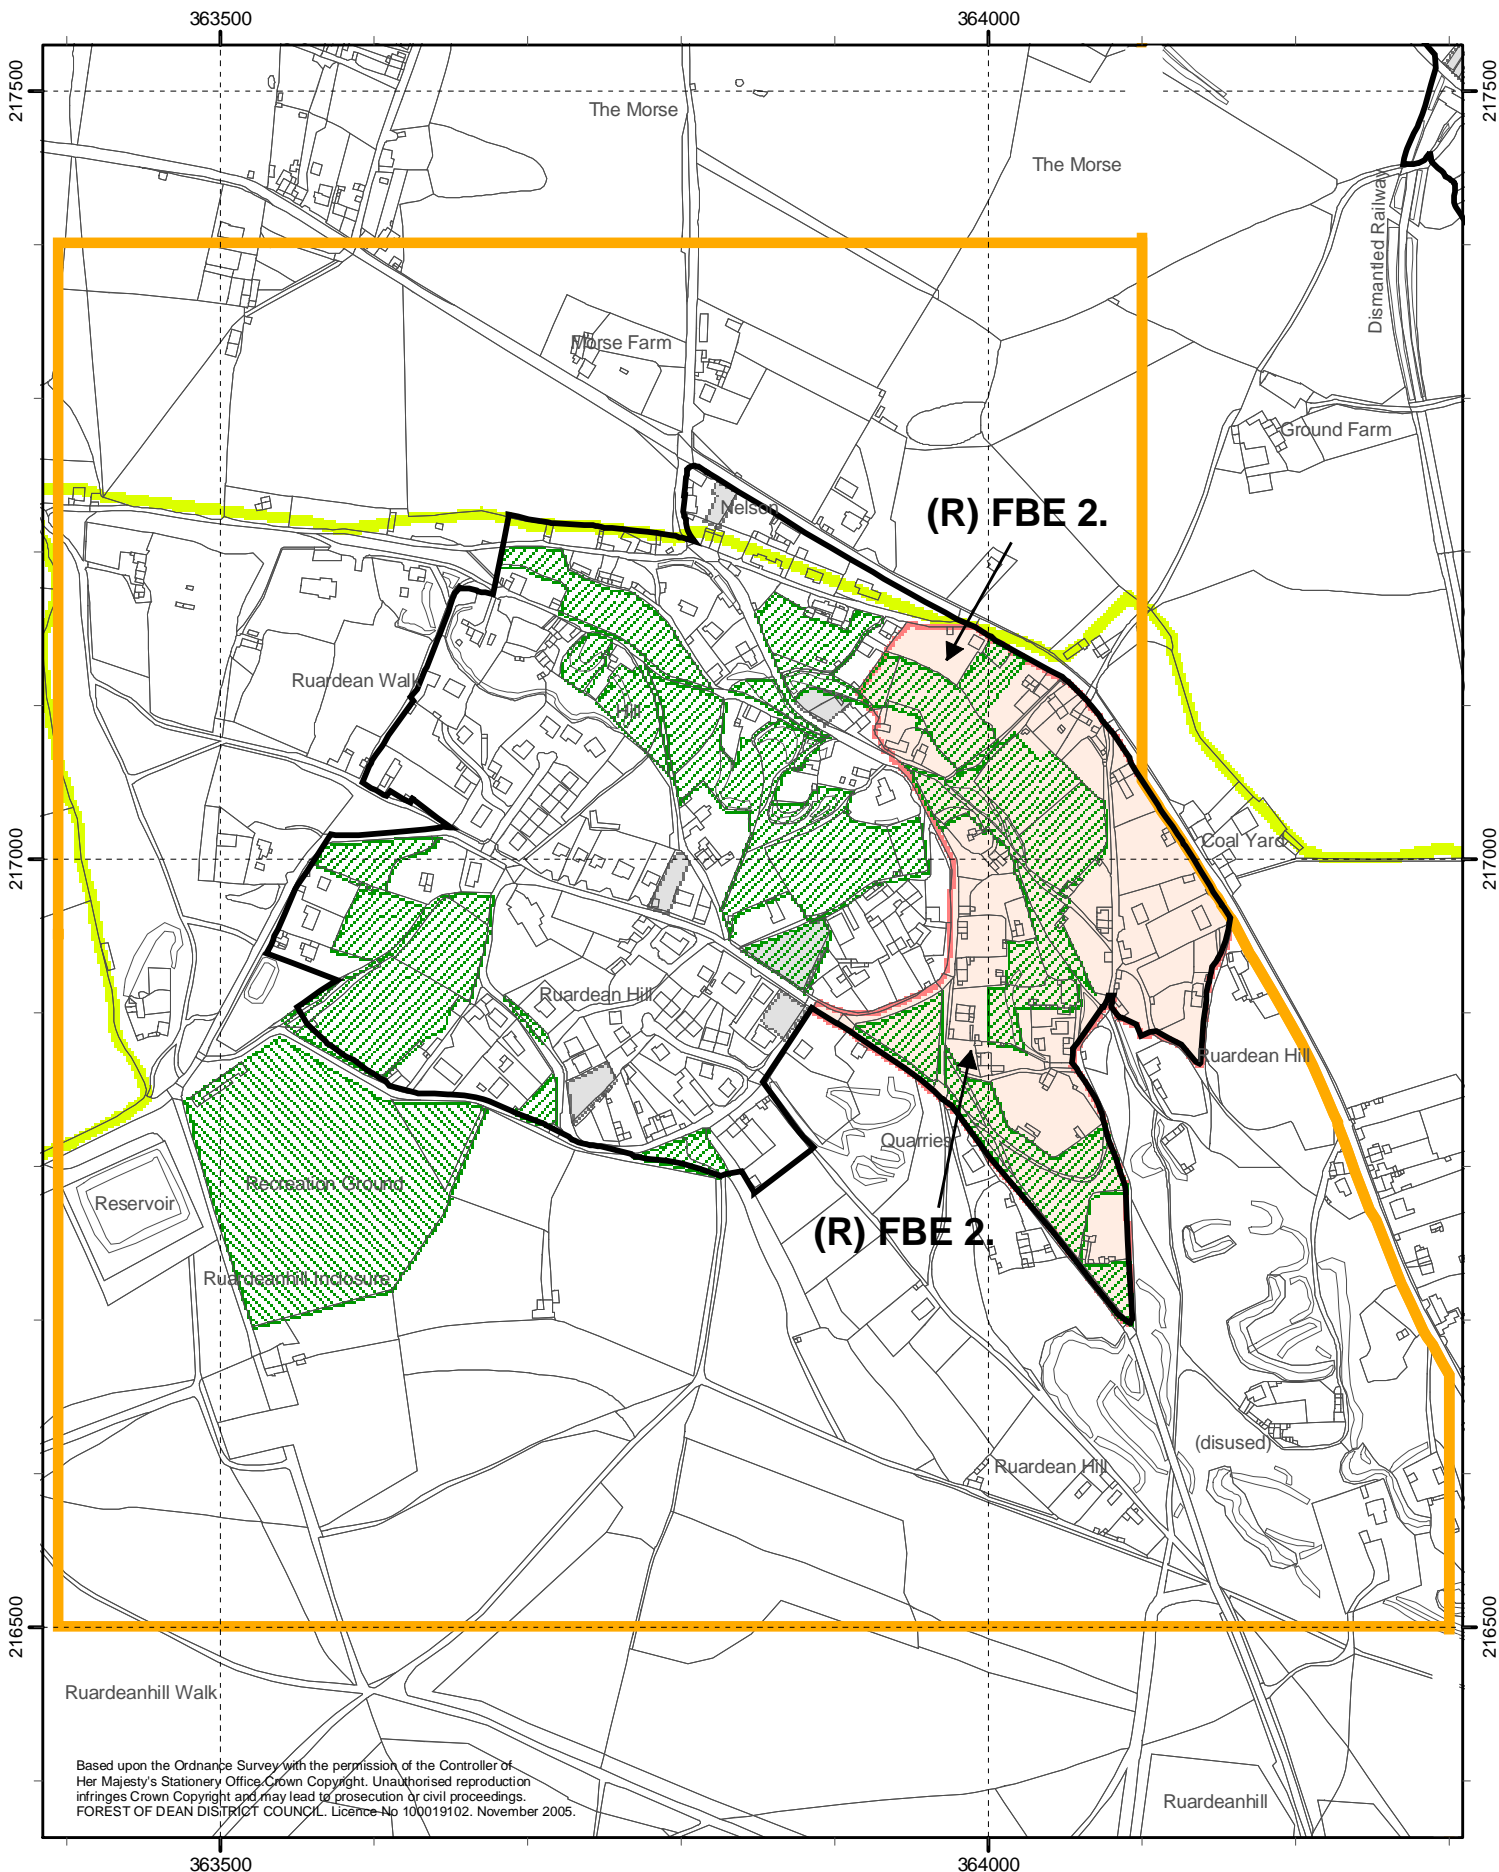 363500
364000
217500
217500
The Morse
The Morse
Dismantled Railway
Morse Farm
Ground Farm
Nelson
(R) FBE 2.
Ruardean Walk
Hill
217000
217000
Coal Yard
Ruardean Hill
Ruardean Hill
Quarries
Recreation Ground
Reservoir
(R) FBE 2.
Ruardeanhill Inclosure
(disused)
Ruardean Hill
216500
216500
Ruardeanhill Walk
Based upon the Ordnance Survey with the permission of the Controller of
Her Majesty's Stationery Office.Crown Copyright. Unauthorised reproduction
infringes Crown Copyright and may lead to prosecution or civil proceedings.
FOREST OF DEAN DISTRICT COUNCIL. Licence No 100019102. November 2005.
Ruardeanhill
363500
364000